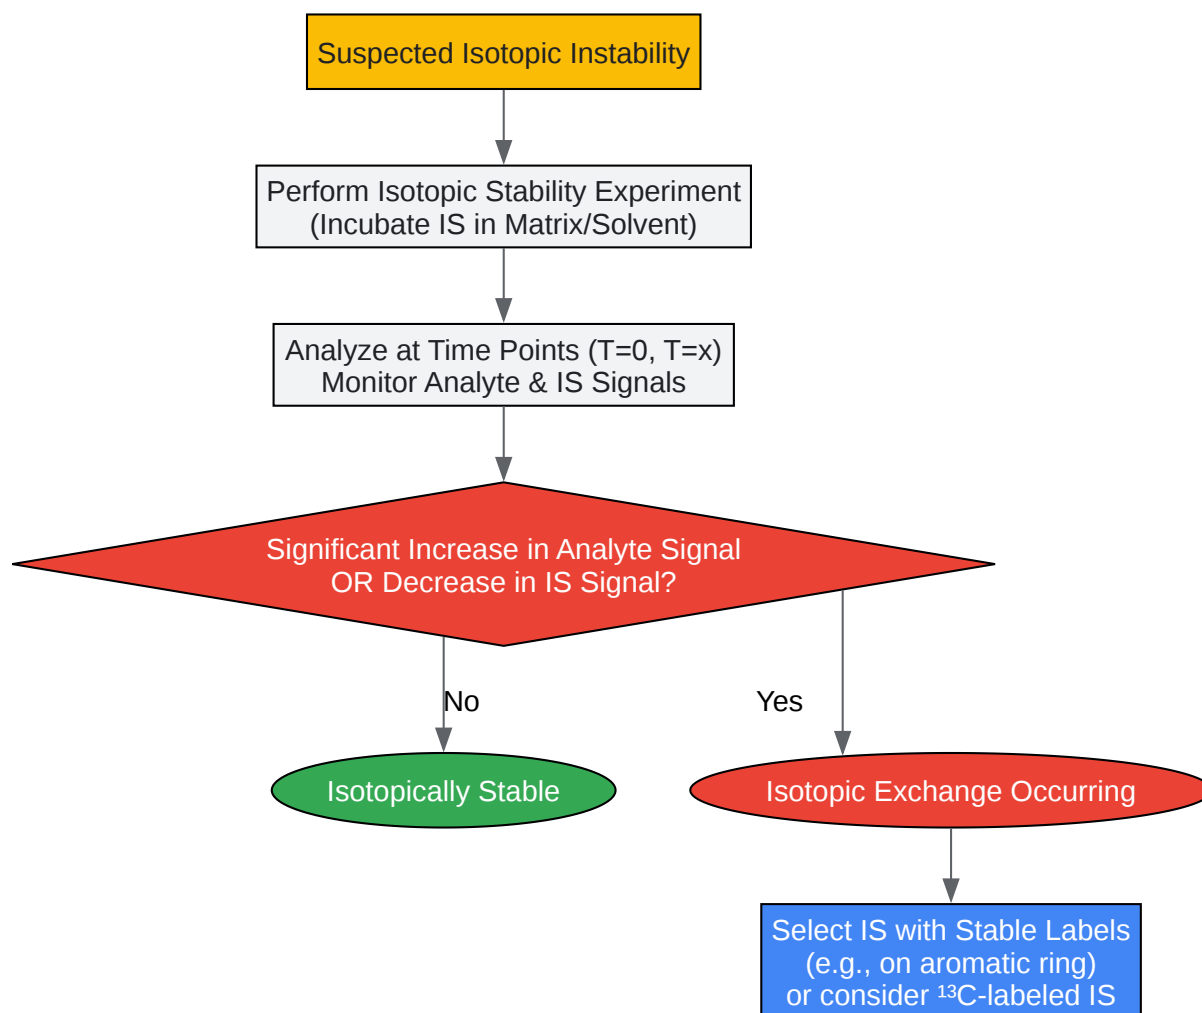 Suspected Isotopic Instability
Perform Isotopic Stability Experiment
(Incubate IS in Matrix/Solvent)
Analyze at Time Points (T=0, T=x)
Monitor Analyte & IS Signals
Significant Increase in Analyte Signal
OR Decrease in IS Signal?
No
Yes
Isotopically Stable
Isotopic Exchange Occurring
Select IS with Stable Labels
(e.g., on aromatic ring)
or consider ¹³C-labeled IS